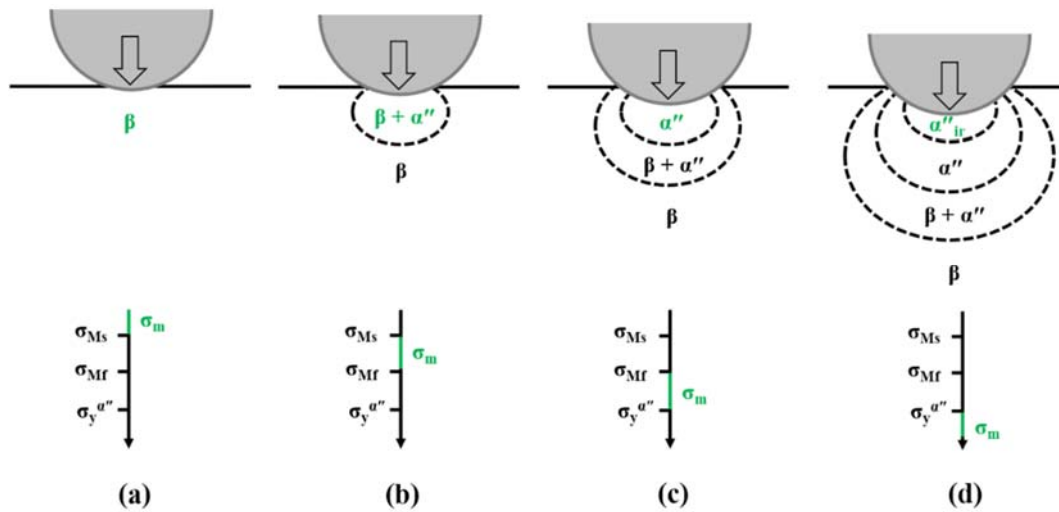 β
β + α″
β
α″
β + α″
β
α″ir
α″
β + α″
β
σMs
σm
σMf
σyα″
σMs
σm
σMf
σyα″
σMs
σMf
σm
σyα″
σMs
σMf
σyα″
σm
(a)
(b)
(c)
(d)